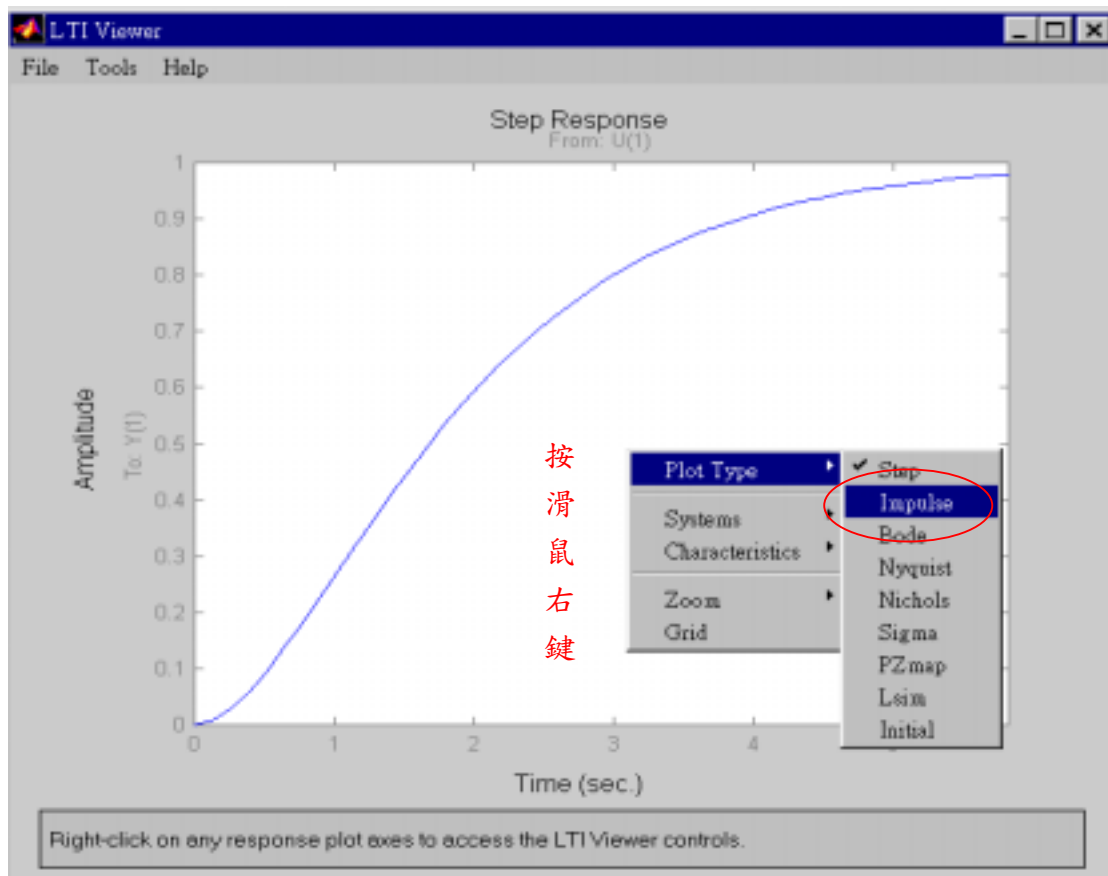 LTI Viewer
File Tools Help
Step Response
From: U(1)
Amplitude
To: Y(1)
1
0.9
0.8
0.7
0.6
0.5
0.4
0.3
0.2
0.1
0
0 1 2 3 4
Time (sec.)
按
滑
鼠
右
鍵
Plot Type
Systems
Characteristics
Zoom
Grid
Step
Impulse
Bode
Nyquist
Nichols
Sigma
PZmap
Lsim
Initial
Right-click on any response plot axes to access the LTI Viewer controls.